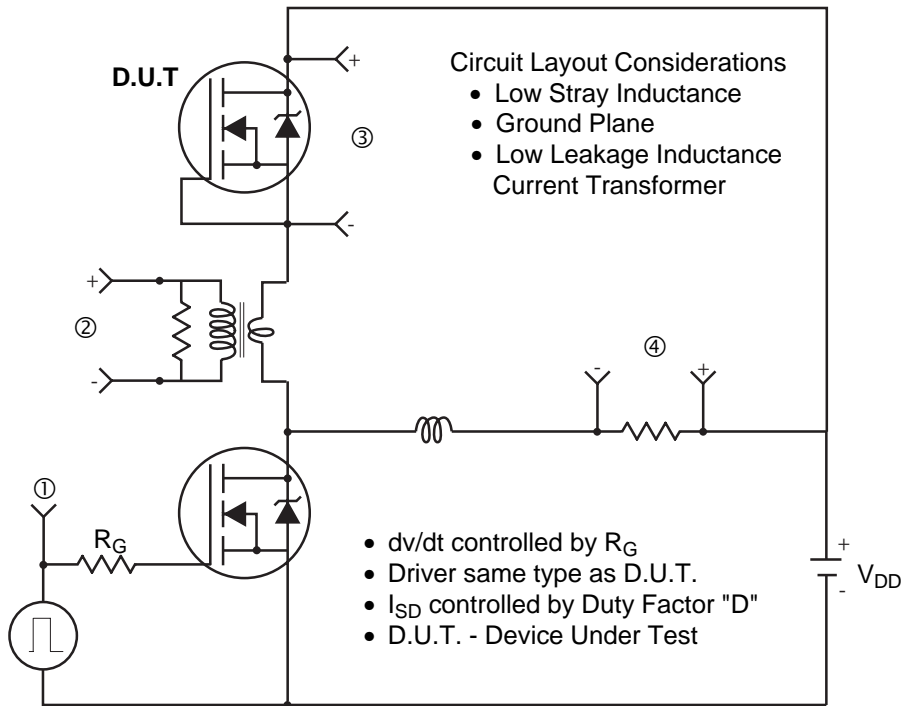 D.U.T
+
Circuit Layout Considerations
• Low Stray Inductance
• Ground Plane
• Low Leakage Inductance
Current Transformer
③
-
+
②
-
④
-
+
①
R_G
• dv/dt controlled by R_G
• Driver same type as D.U.T.
• I_SD controlled by Duty Factor "D"
• D.U.T. - Device Under Test
+
V_DD
-